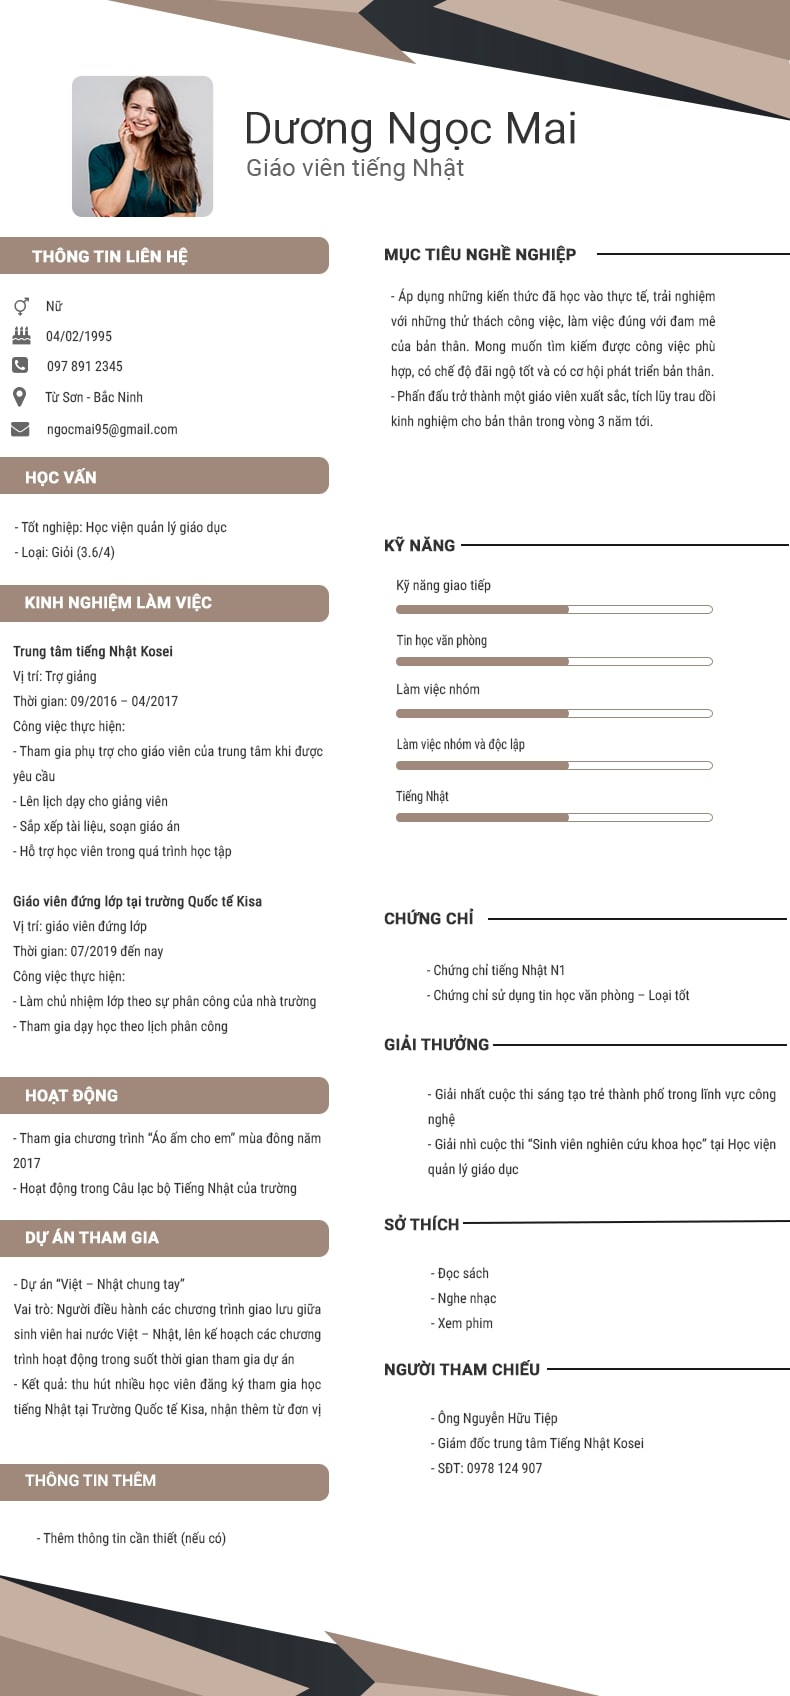 Dương Ngọc Mai
Giáo viên tiếng Nhật
THÔNG TIN LIÊN HỆ
Nữ
04/02/1995
097 891 2345
Từ Sơn - Bắc Ninh
ngocmai95@gmail.com
HỌC VẤN
- Tốt nghiệp: Học viện quản lý giáo dục
- Loại: Giỏi (3.6/4)
KINH NGHIỆM LÀM VIỆC
Trung tâm tiếng Nhật Kosei
Vị trí: Trợ giảng
Thời gian: 09/2016 – 04/2017
Công việc thực hiện:
- Tham gia phụ trợ cho giáo viên của trung tâm khi được
yêu cầu
- Lên lịch dạy cho giảng viên
- Sắp xếp tài liệu, soạn giáo án
- Hỗ trợ học viên trong quá trình học tập
Giáo viên đứng lớp tại trường Quốc tế Kisa
Vị trí: giáo viên đứng lớp
Thời gian: 07/2019 đến nay
Công việc thực hiện:
- Làm chủ nhiệm lớp theo sự phân công của nhà trường
- Tham gia dạy học theo lịch phân công
HOẠT ĐỘNG
- Tham gia chương trình “Áo ấm cho em” mùa đông năm
2017
- Hoạt động trong Câu lạc bộ Tiếng Nhật của trường
DỰ ÁN THAM GIA
- Dự án “Việt – Nhật chung tay”
Vai trò: Người điều hành các chương trình giao lưu giữa
sinh viên hai nước Việt – Nhật, lên kế hoạch các chương
trình hoạt động trong suốt thời gian tham gia dự án
- Kết quả: thu hút nhiều học viên đăng ký tham gia học
tiếng Nhật tại Trường Quốc tế Kisa, nhận thêm từ đơn vị
THÔNG TIN THÊM
- Thêm thông tin cần thiết (nếu có)
MỤC TIÊU NGHỀ NGHIỆP
- Áp dụng những kiến thức đã học vào thực tế, trải nghiệm
với những thử thách công việc, làm việc đúng với đam mê
của bản thân. Mong muốn tìm kiếm được công việc phù
hợp, có chế độ đãi ngộ tốt và có cơ hội phát triển bản thân.
- Phấn đấu trở thành một giáo viên xuất sắc, tích lũy trau dồi
kinh nghiệm cho bản thân trong vòng 3 năm tới.
KỸ NĂNG
Kỹ năng giao tiếp
Tin học văn phòng
Làm việc nhóm
Làm việc nhóm và độc lập
Tiếng Nhật
CHỨNG CHỈ
- Chứng chỉ tiếng Nhật N1
- Chứng chỉ sử dụng tin học văn phòng – Loại tốt
GIẢI THƯỞNG
- Giải nhất cuộc thi sáng tạo trẻ thành phố trong lĩnh vực công
nghệ
- Giải nhì cuộc thi “Sinh viên nghiên cứu khoa học” tại Học viện
quản lý giáo dục
SỞ THÍCH
- Đọc sách
- Nghe nhạc
- Xem phim
NGƯỜI THAM CHIẾU
- Ông Nguyễn Hữu Tiệp
- Giám đốc trung tâm Tiếng Nhật Kosei
- SĐT: 0978 124 907